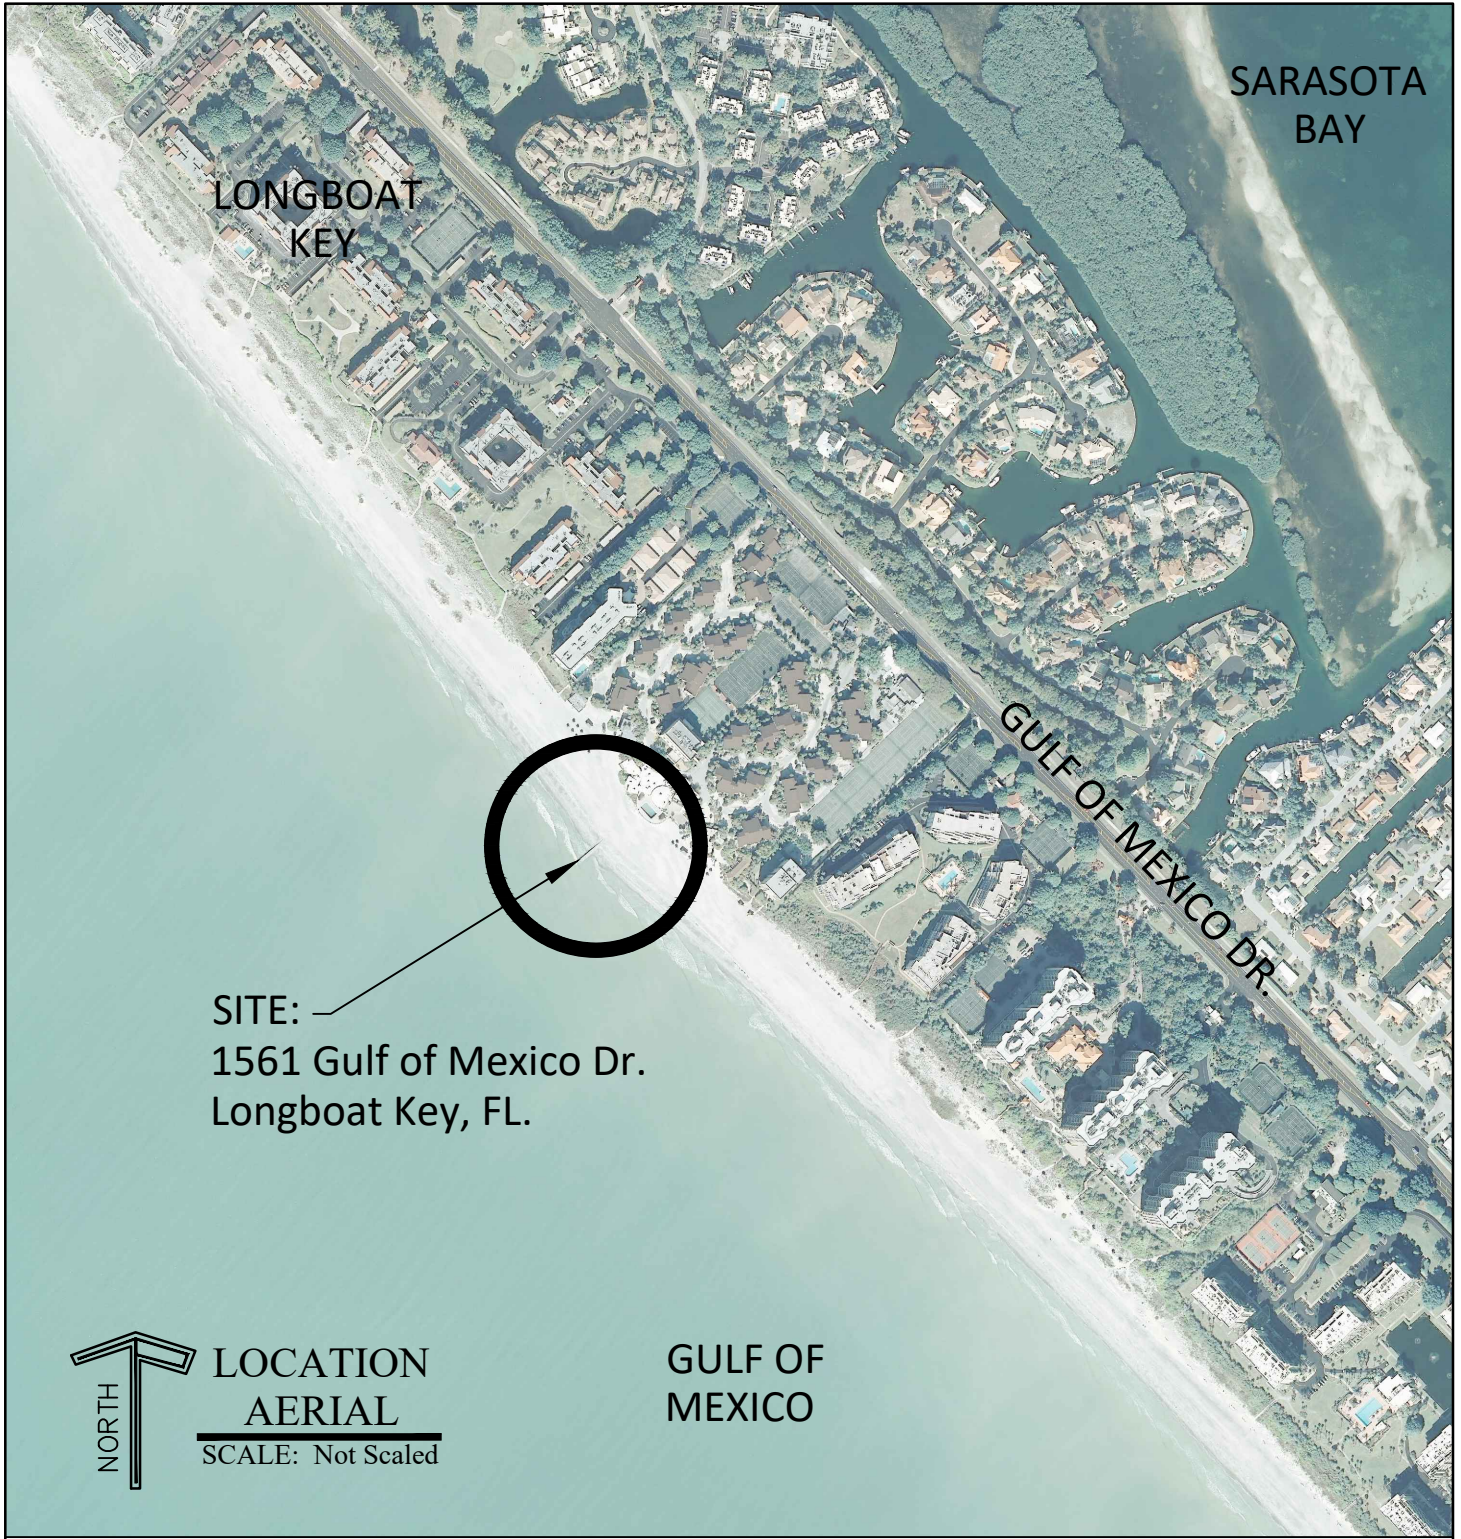 SARASOTA
BAY
LONGBOAT
KEY
GULF OF MEXICO DR.
SITE:
1561 Gulf of Mexico Dr.
Longboat Key, FL.
GULF OF
MEXICO
NORTH
LOCATION
AERIAL
SCALE: Not Scaled